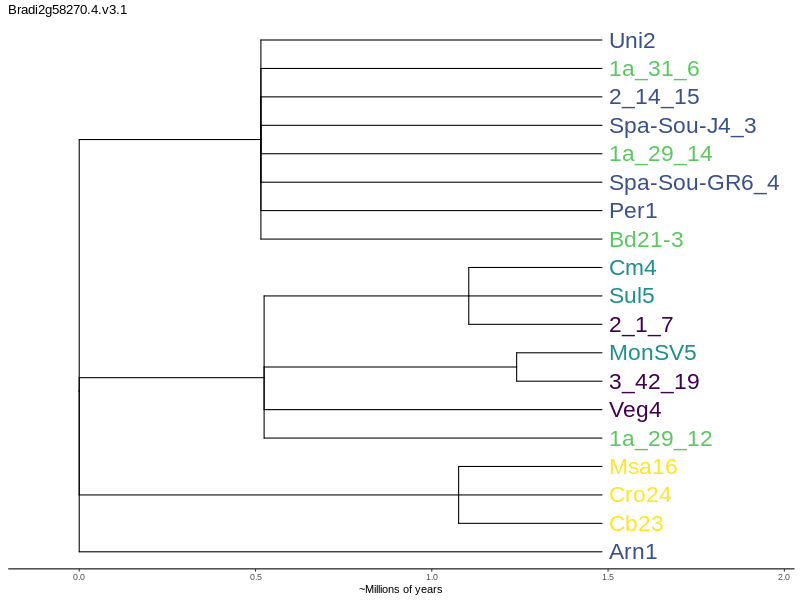 Bradi2g58270.4.v3.1
Uni2
1a_31_6
2_14_15
Spa-Sou-J4_3
1a_29_14
Spa-Sou-GR6_4
Per1
Bd21-3
Cm4
Sul5
2_1_7
MonSV5
3_42_19
Veg4
1a_29_12
Msa16
Cro24
Cb23
Arn1
0.0 0.5 1.0 1.5 2.0
~Millions of years